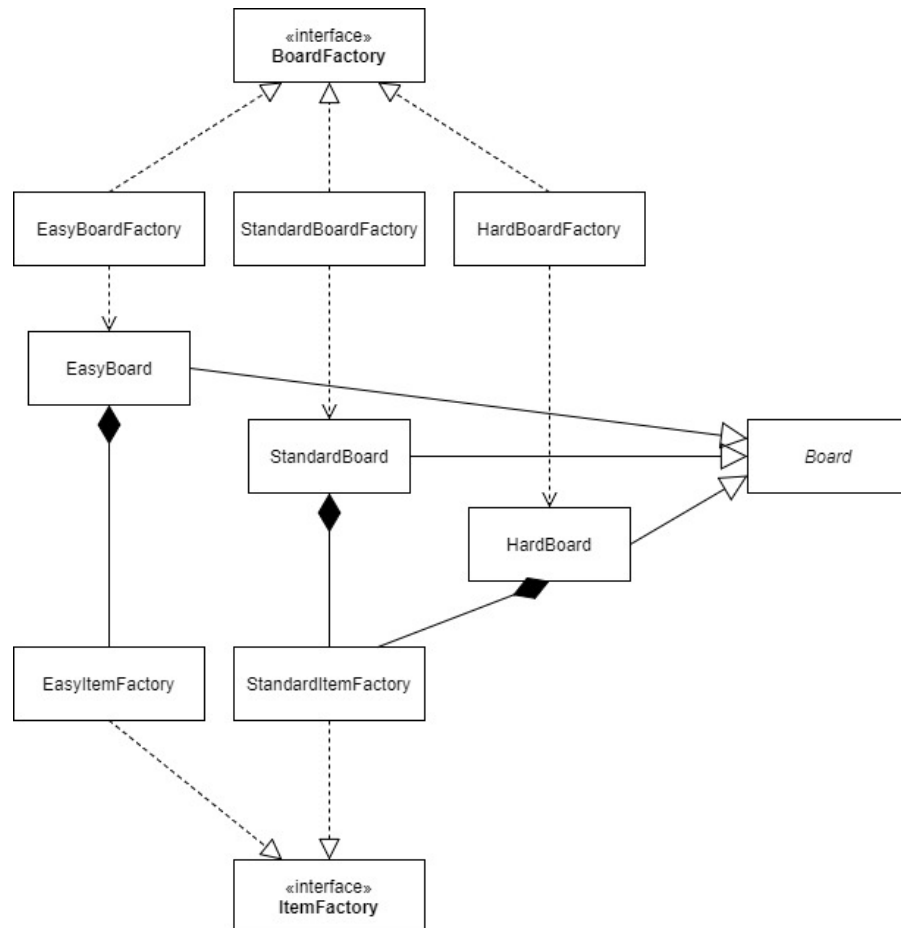 «interface»
BoardFactory
EasyBoardFactory
StandardBoardFactory
HardBoardFactory
EasyBoard
StandardBoard
Board
HardBoard
EasyItemFactory
StandardItemFactory
«interface»
ItemFactory